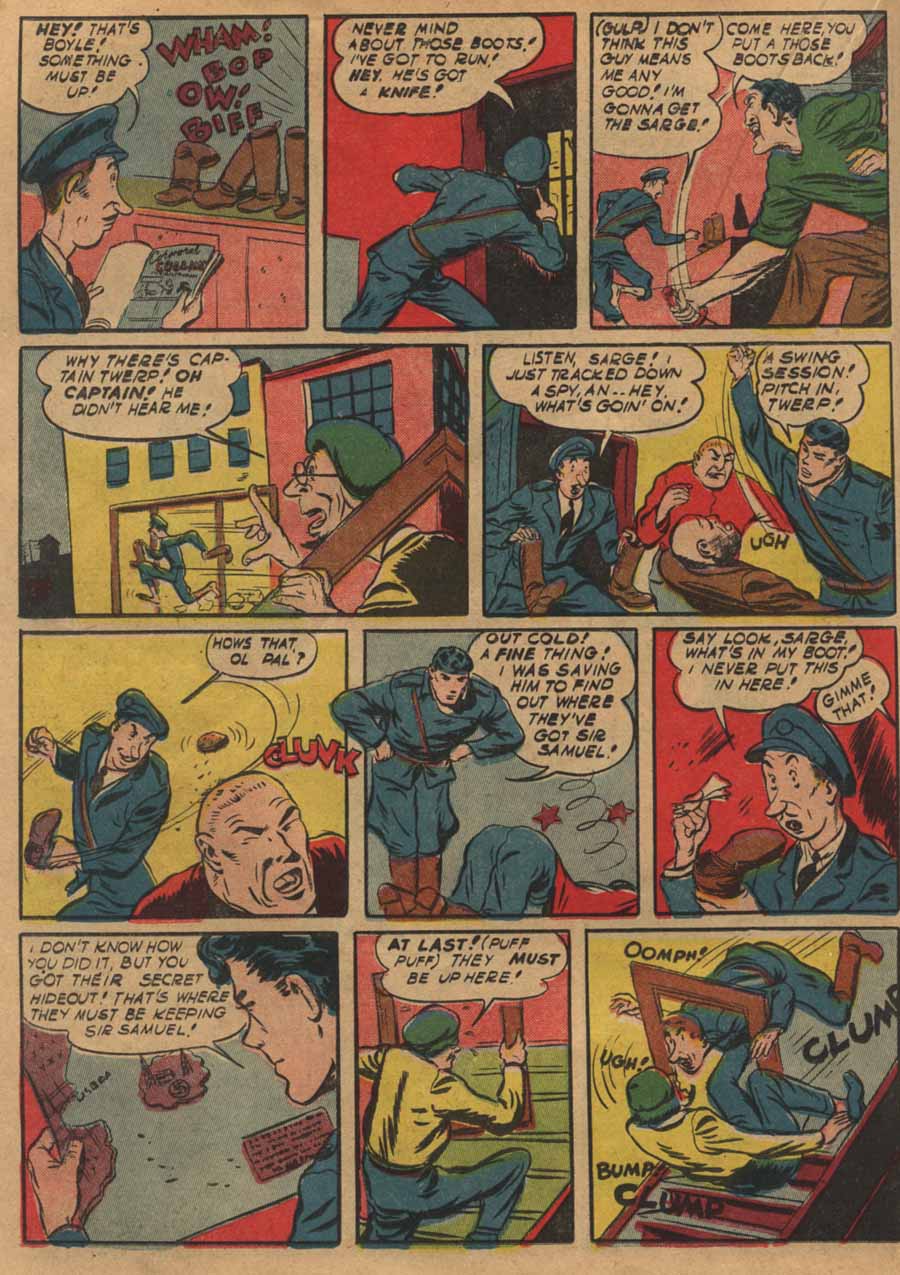 HEY! THAT'S
BOYLE!
SOMETHING
MUST BE
UP!
WHAM!
BOP
OW!
BIFF
Corporal
NEVER MIND
ABOUT THOSE BOOTS!
I'VE GOT TO RUN!
HEY. HE'S GOT
A KNIFE!
(GULP) I DON'T
THINK THIS
GUY MEANS
ME ANY
GOOD! I'M
GONNA GET
THE SARGE!
COME HERE, YOU
PUT A THOSE
BOOTS BACK!
WHY THERE'S CAP-
TAIN TWERP! OH
CAPTAIN! HE
DIDN'T HEAR ME!
LISTEN, SARGE! I
JUST TRACKED DOWN
A SPY, AN -- HEY,
WHAT'S GOIN' ON!
A SWING
SESSION!
PITCH IN,
TWERP!
UGH
HOWS THAT,
OL PAL?
CLUVK
OUT COLD!
A FINE THING!
I WAS SAVING
HIM TO FIND
OUT WHERE
THEY'VE
GOT SIR
SAMUEL!
SAY LOOK, SARGE,
WHAT'S IN MY BOOT!
I NEVER PUT THIS
IN HERE!
GIMME
THAT!
I DON'T KNOW HOW
YOU DID IT, BUT YOU
GOT THEIR SECRET
HIDEOUT! THAT'S WHERE
THEY MUST BE KEEPING
SIR SAMUEL!
5
AT LAST! (PUFF
PUFF) THEY MUST
BE UP HERE!
OOMPH!
CLUMP
UGH!
BUMP
CLUMP